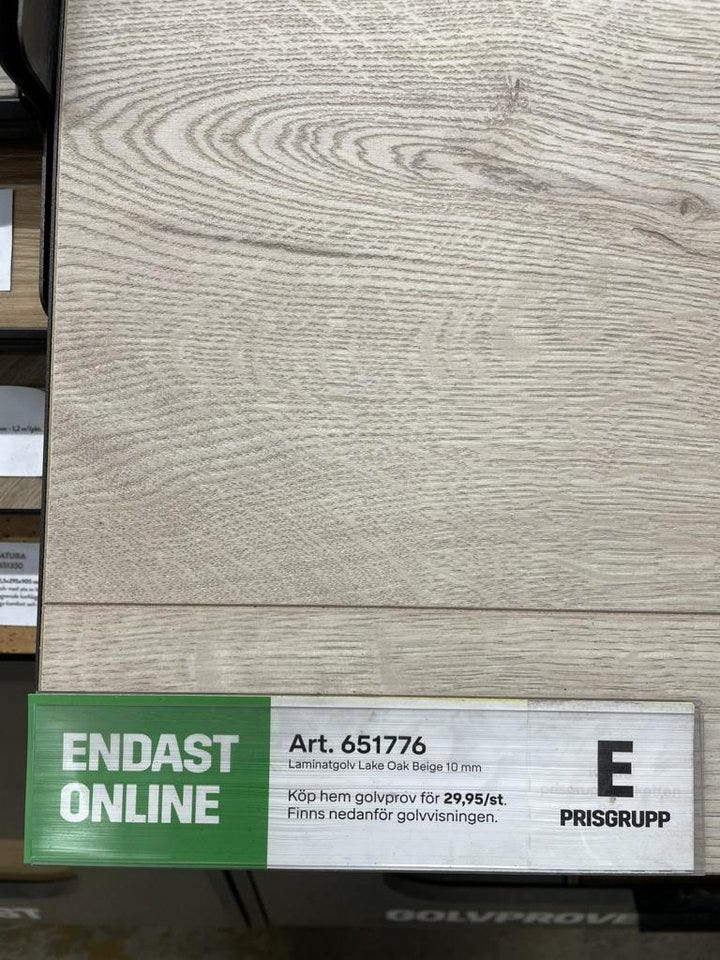 ENDAST
ONLINE
Art. 651776
Laminatgolv Lake Oak Beige 10 mm
Köp hem golvprov för 29,95/st.
Finns nedanför golvvisningen.
E
PRISGRUPP
GOLVPROVE